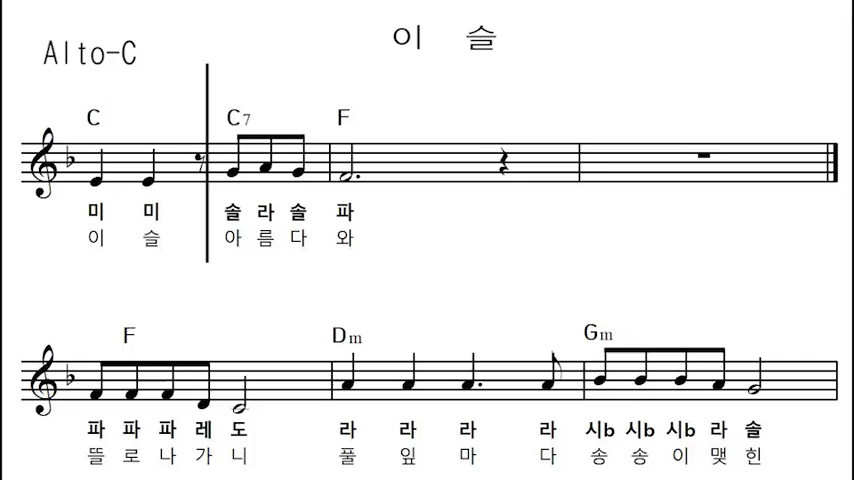 이 슬
Alto-C
C C7 F
미 미 솔 라 솔 파
이 슬 아 름 다 와
F Dm Gm
파 파 파 레 도 라 라 라 라 시b 시b 시b 라 솔
뜰 로 나 가 니 풀 잎 마 다 송 송 이 맺 힌